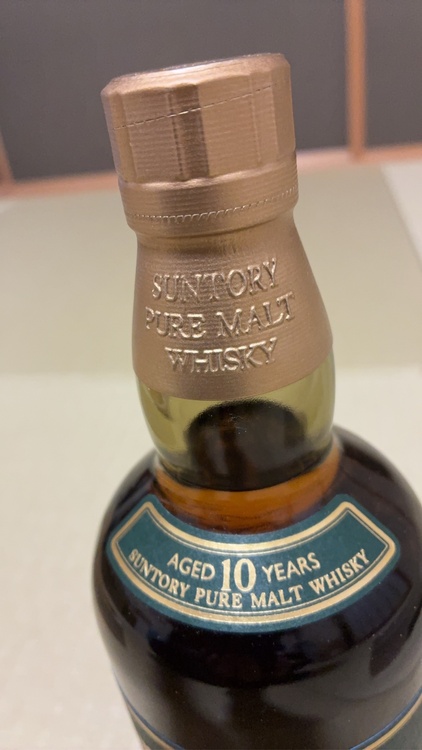 SUNTORY
PURE MALT
WHISKY
AGED 10 YEARS
SUNTORY PURE MALT WHISKY